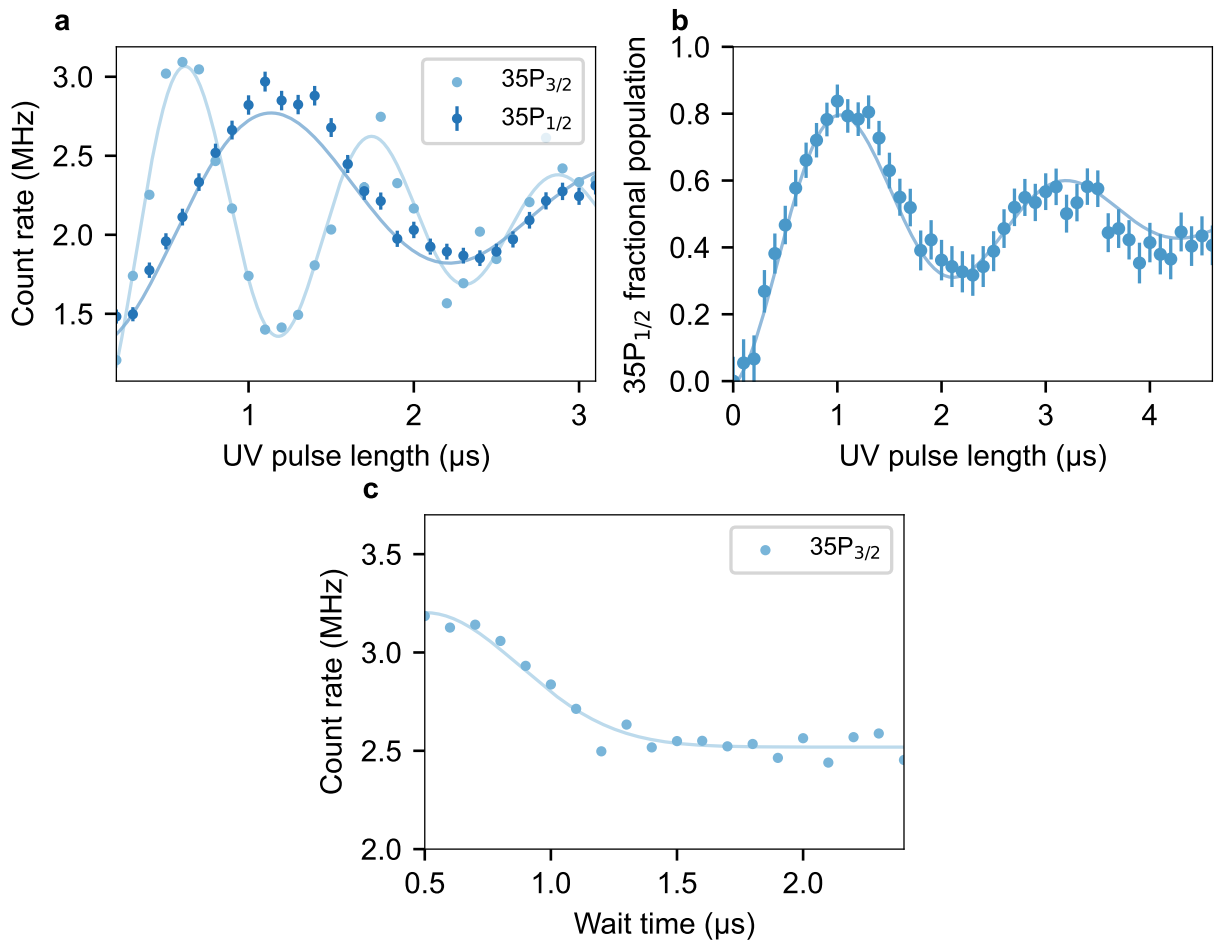 a
Count rate (MHz)
3.0
2.5
2.0
1.5
35P3/2
35P1/2
1
2
3
UV pulse length (μs)
b
35P1/2 fractional population
1.0
0.8
0.6
0.4
0.2
0.0
0
1
2
3
4
UV pulse length (μs)
c
Count rate (MHz)
3.5
3.0
2.5
2.0
35P3/2
0.5
1.0
1.5
2.0
Wait time (μs)